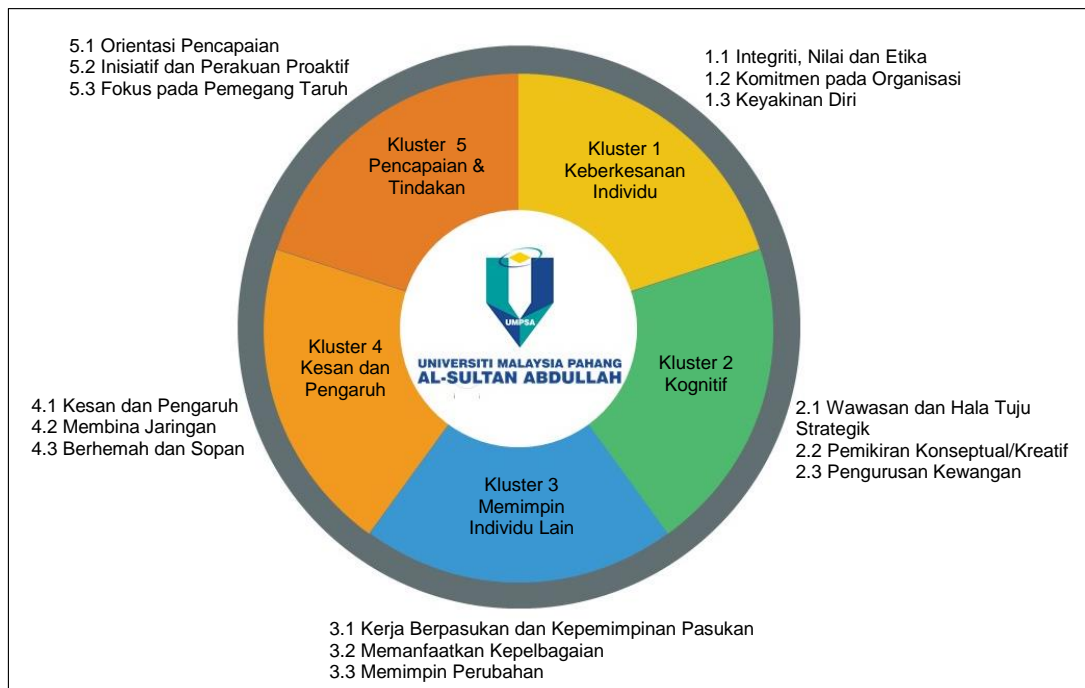 5.1 Orientasi Pencapaian
5.2 Inisiatif dan Perakuan Proaktif
5.3 Fokus pada Pemegang Taruh
1.1 Integriti, Nilai dan Etika
1.2 Komitmen pada Organisasi
1.3 Keyakinan Diri
Kluster 5
Pencapaian &
Tindakan
Kluster 1
Keberkesanan
Individu
UMPSA
UNIVERSITI MALAYSIA PAHANG
AL-SULTAN ABDULLAH
Kluster 4
Kesan dan
Pengaruh
Kluster 2
Kognitif
4.1 Kesan dan Pengaruh
4.2 Membina Jaringan
4.3 Berhemah dan Sopan
2.1 Wawasan dan Hala Tuju
Strategik
2.2 Pemikiran Konseptual/Kreatif
2.3 Pengurusan Kewangan
Kluster 3
Memimpin
Individu Lain
3.1 Kerja Berpasukan dan Kepemimpinan Pasukan
3.2 Memanfaatkan Kepelbagaian
3.3 Memimpin Perubahan